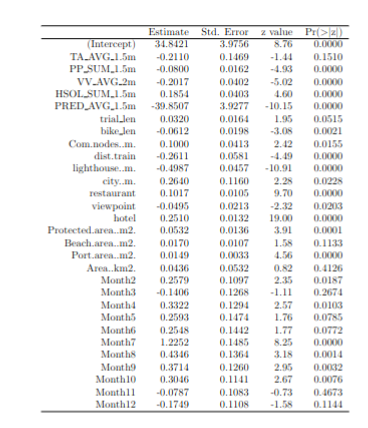 Estimate Std. Error z value Pr(>|z|)
(Intercept) 34.8421 3.9756 8.76 0.0000
TA_AVG_1.5m -0.2110 0.1469 -1.44 0.1510
PP_SUM_1.5m -0.0800 0.0162 -4.93 0.0000
VV_AVG_2m -0.2017 0.0402 -5.02 0.0000
HSOL_SUM_1.5m 0.1854 0.0403 4.60 0.0000
PRED_AVG_1.5m -39.8507 3.9277 -10.15 0.0000
trial_len 0.0320 0.0164 1.95 0.0515
bike_len -0.0612 0.0198 -3.08 0.0021
Com.nodes..m. 0.1000 0.0413 2.42 0.0155
dist.train -0.2611 0.0581 -4.49 0.0000
lighthouse..m. -0.4987 0.0457 -10.91 0.0000
city..m. 0.2640 0.1160 2.28 0.0228
restaurant 0.1017 0.0105 9.70 0.0000
viewpoint -0.0495 0.0213 -2.32 0.0203
hotel 0.2510 0.0132 19.00 0.0000
Protected.area..m2. 0.0532 0.0136 3.91 0.0001
Beach.area..m2. 0.0170 0.0107 1.58 0.1133
Port.area..m2. 0.0149 0.0033 4.56 0.0000
Area..km2. 0.0436 0.0532 0.82 0.4126
Month2 0.2579 0.1097 2.35 0.0187
Month3 -0.1406 0.1268 -1.11 0.2674
Month4 0.3322 0.1294 2.57 0.0103
Month5 0.2593 0.1474 1.76 0.0785
Month6 0.2548 0.1442 1.77 0.0772
Month7 1.2252 0.1485 8.25 0.0000
Month8 0.4346 0.1364 3.18 0.0014
Month9 0.3714 0.1260 2.95 0.0032
Month10 0.3046 0.1141 2.67 0.0076
Month11 -0.0787 0.1083 -0.73 0.4673
Month12 -0.1749 0.1108 -1.58 0.1144